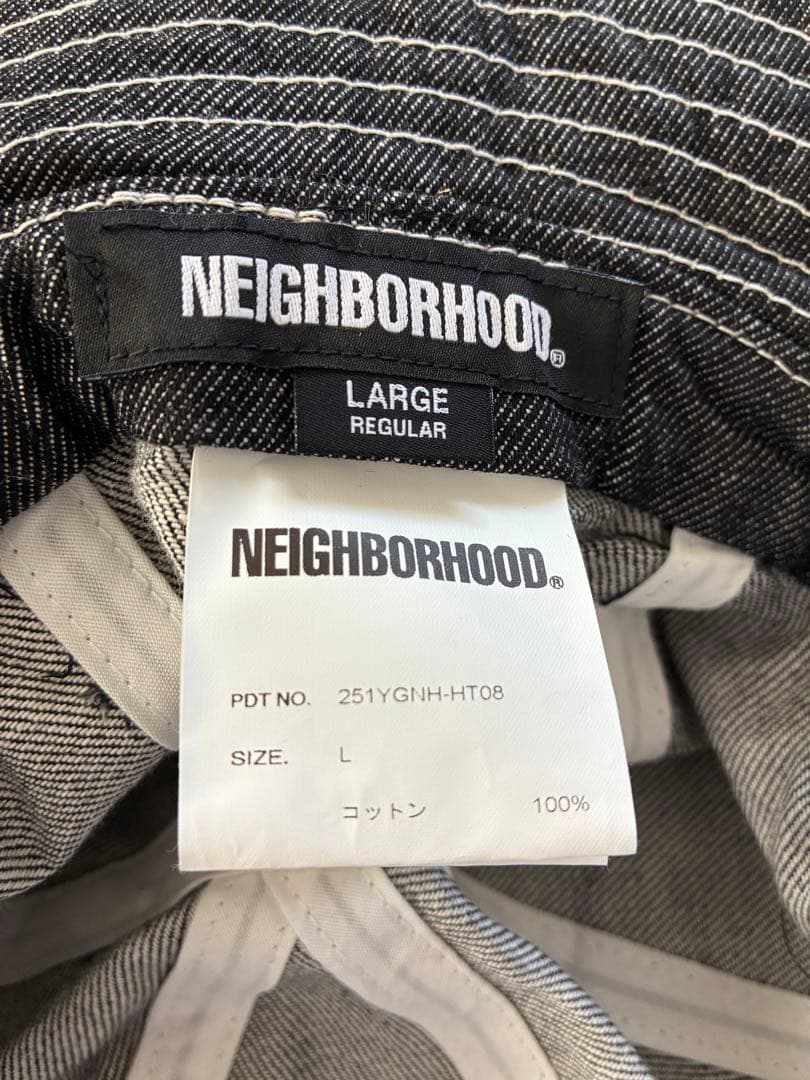 NEIGHBORHOOD®
LARGE
REGULAR
NEIGHBORHOOD®
PDT NO. 251YGNH-HT08
SIZE. L
コットン 100%